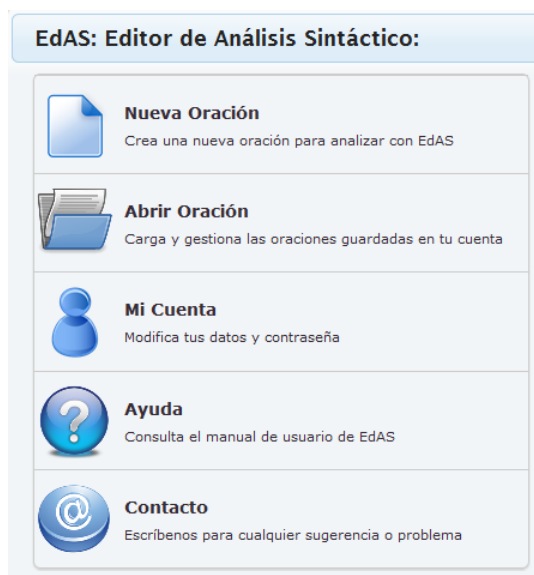 EdAS: Editor de Análisis Sintáctico:
Nueva Oración
Crea una nueva oración para analizar con EdAS
Abrir Oración
Carga y gestiona las oraciones guardadas en tu cuenta
Mi Cuenta
Modifica tus datos y contraseña
?
Ayuda
Consulta el manual de usuario de EdAS
@
Contacto
Escríbenos para cualquier sugerencia o problema